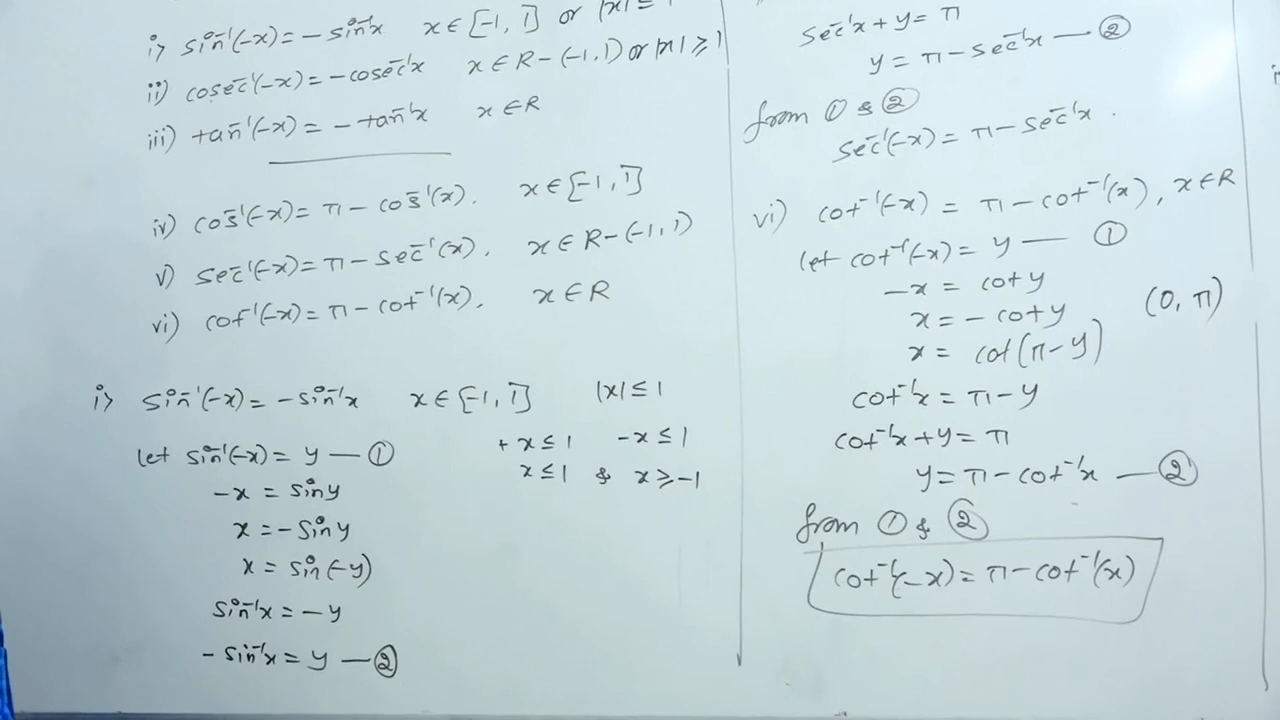 i) sin⁻¹(-x) = -sin⁻¹x x ∈ [-1, 1] or |x| ≤ 1
ii) cosec⁻¹(-x) = -cosec⁻¹x x ∈ R-(-1,1) or |x| ≥ 1
iii) tan⁻¹(-x) = -tan⁻¹x x ∈ R
iv) cos⁻¹(-x) = π - cos⁻¹(x). x ∈ [-1, 1]
v) sec⁻¹(-x) = π - sec⁻¹(x). x ∈ R-(-1,1)
vi) cot⁻¹(-x) = π - cot⁻¹(x). x ∈ R
i) sin⁻¹(-x) = -sin⁻¹x x ∈ [-1, 1] |x| ≤ 1
+x ≤ 1 -x ≤ 1
x ≤ 1 & x ≥ -1
let sin⁻¹(-x) = y — ①
-x = sin y
x = -sin y
x = sin(-y)
sin⁻¹x = -y
-sin⁻¹x = y — ②
sec⁻¹x + y = π
y = π - sec⁻¹x — ②
from ① & ②
sec⁻¹(-x) = π - sec⁻¹x .
vi) cot⁻¹(-x) = π - cot⁻¹(x), x ∈ R
let cot⁻¹(-x) = y — ①
-x = cot y
x = -cot y (0, π)
x = cot(π-y)
cot⁻¹x = π - y
cot⁻¹x + y = π
y = π - cot⁻¹x — ②
from ① & ②
cot⁻¹(-x) = π - cot⁻¹(x)